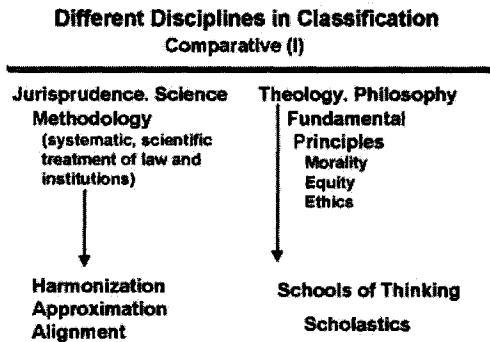 Different Disciplines in Classification
Comparative (I)
Jurisprudence. Science
Methodology
(systematic, scientific
treatment of law and
institutions)
Harmonization
Approximation
Alignment
Theology. Philosophy
Fundamental
Principles
Morality
Equity
Ethics
Schools of Thinking
Scholastics